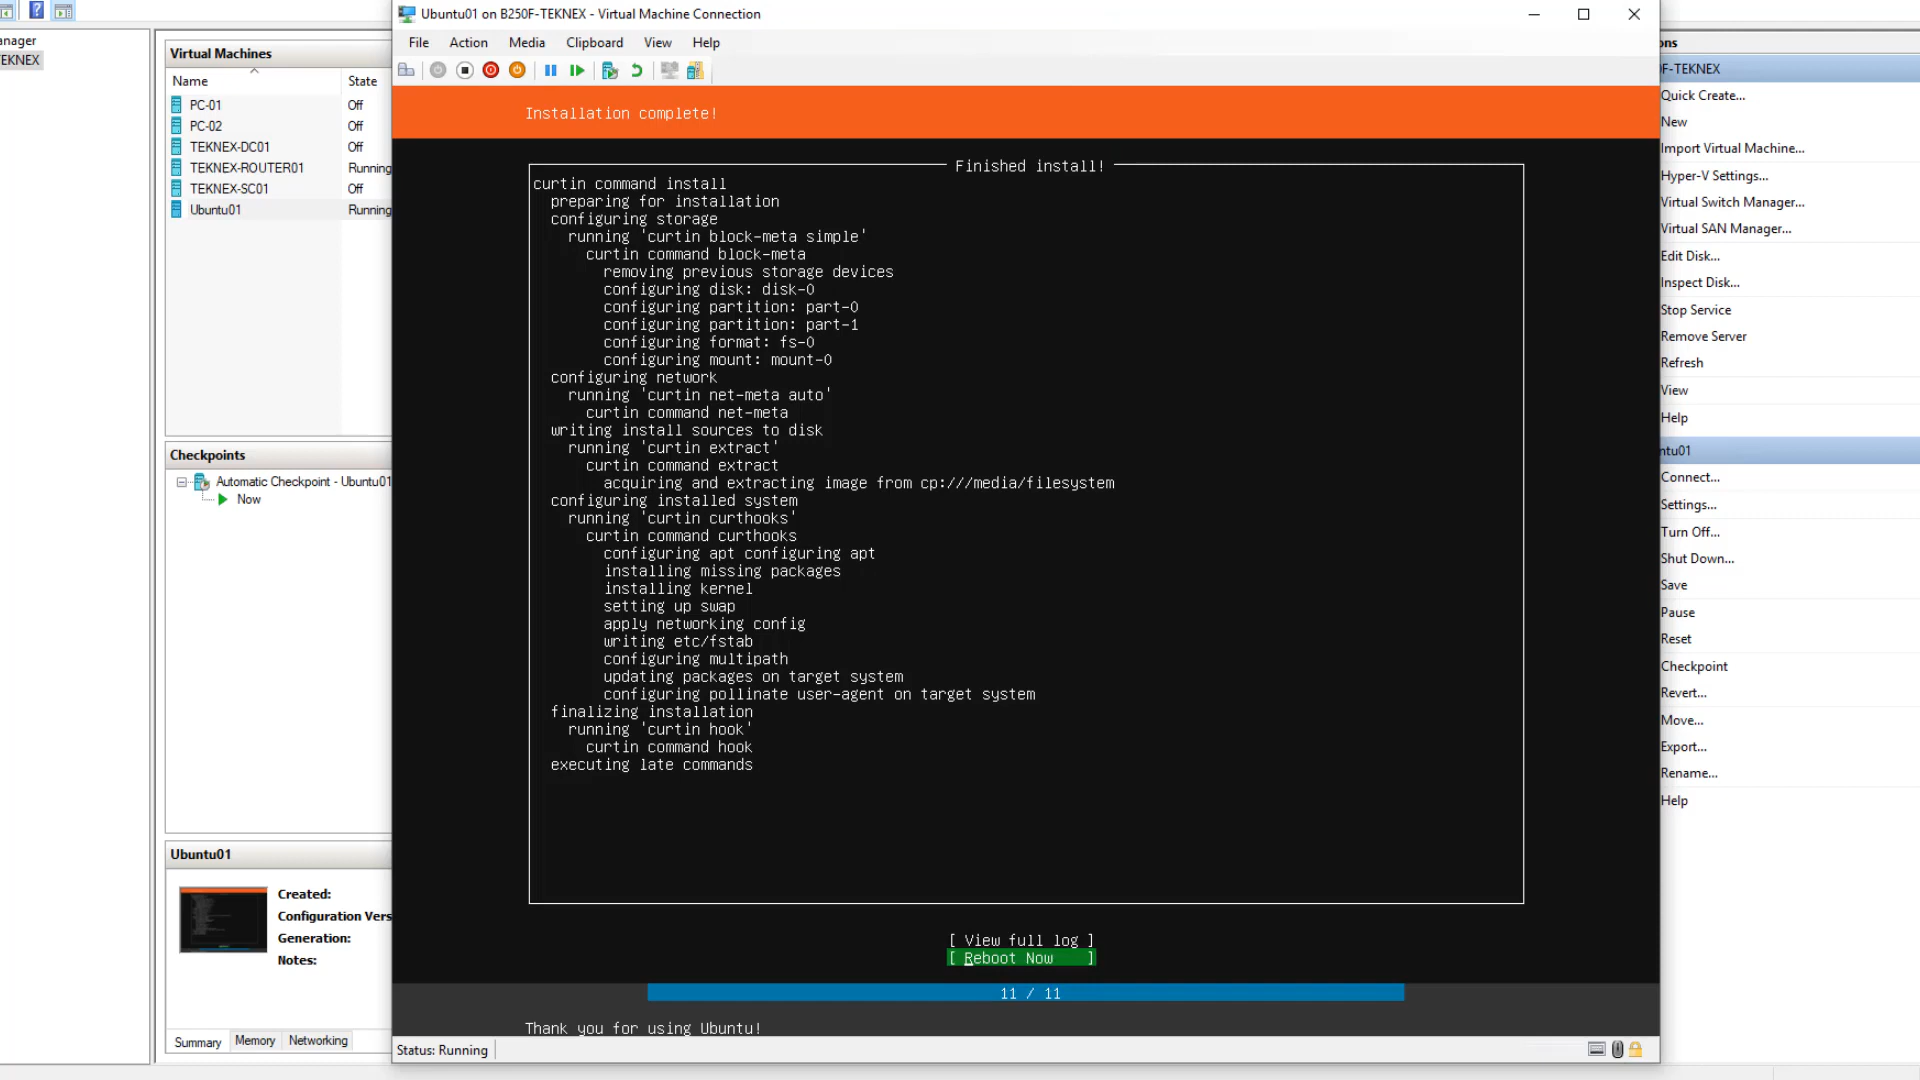 Ubuntu01 on B250F-TEKNEX - Virtual Machine Connection
File Action Media Clipboard View Help
anager
TEKNEX
Virtual Machines
Name State
PC-01 Off
PC-02 Off
TEKNEX-DC01 Off
TEKNEX-ROUTER01 Running
TEKNEX-SC01 Off
Ubuntu01 Running
Checkpoints
Automatic Checkpoint - Ubuntu01
Now
Ubuntu01
Created:
Configuration Vers
Generation:
Notes:
Summary Memory Networking
Installation complete!
Finished install!
curtin command install
preparing for installation
configuring storage
running 'curtin block-meta simple'
curtin command block-meta
removing previous storage devices
configuring disk: disk-0
configuring partition: part-0
configuring partition: part-1
configuring format: fs-0
configuring mount: mount-0
configuring network
running 'curtin net-meta auto'
curtin command net-meta
writing install sources to disk
running 'curtin extract'
curtin command extract
acquiring and extracting image from cp:///media/filesystem
configuring installed system
running 'curtin curthooks'
curtin command curthooks
configuring apt configuring apt
installing missing packages
installing kernel
setting up swap
apply networking config
writing etc/fstab
configuring multipath
updating packages on target system
configuring pollinate user-agent on target system
finalizing installation
running 'curtin hook'
curtin command hook
executing late commands
[ View full log ]
[ Reboot Now ]
11 / 11
Thank you for using Ubuntu!
Status: Running
ons
F-TEKNEX
Quick Create...
New
Import Virtual Machine...
Hyper-V Settings...
Virtual Switch Manager...
Virtual SAN Manager...
Edit Disk...
Inspect Disk...
Stop Service
Remove Server
Refresh
View
Help
ntu01
Connect...
Settings...
Turn Off...
Shut Down...
Save
Pause
Reset
Checkpoint
Revert...
Move...
Export...
Rename...
Help